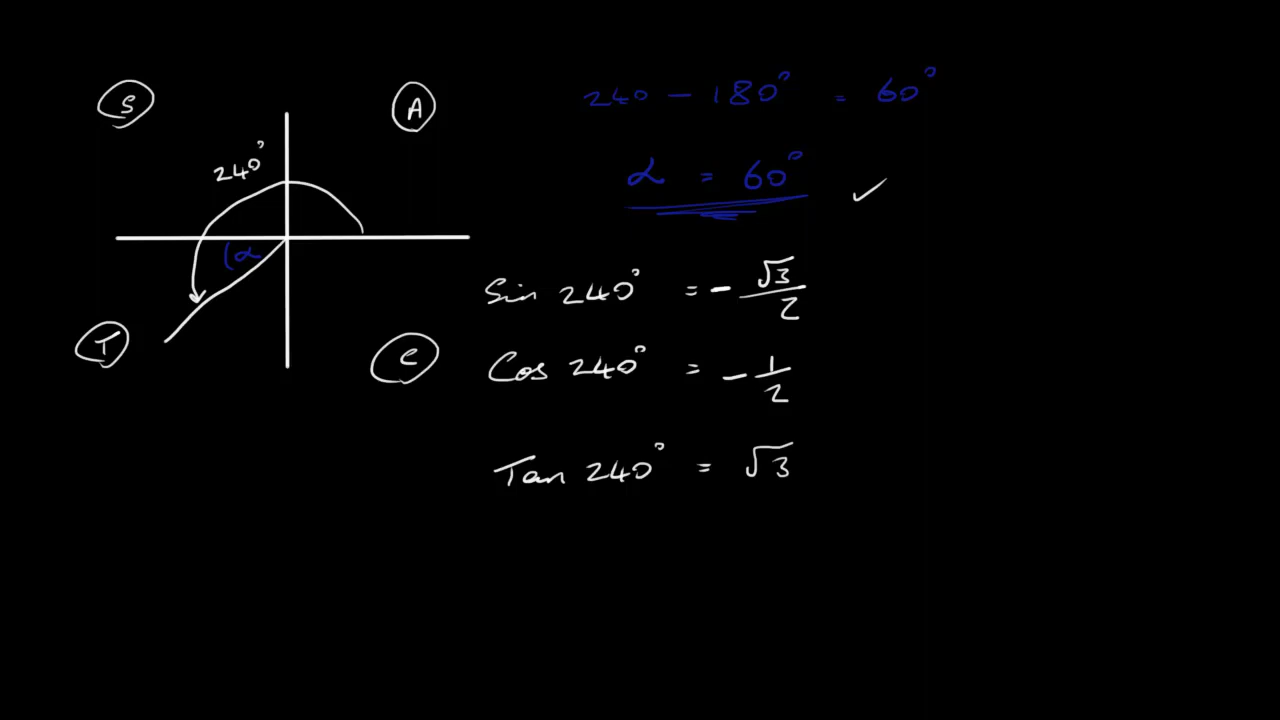 S
A
240°
(α
T
C
240 - 180° = 60°
α = 60° ✓
Sin 240° = - √3/2
Cos 240° = - 1/2
Tan 240° = √3